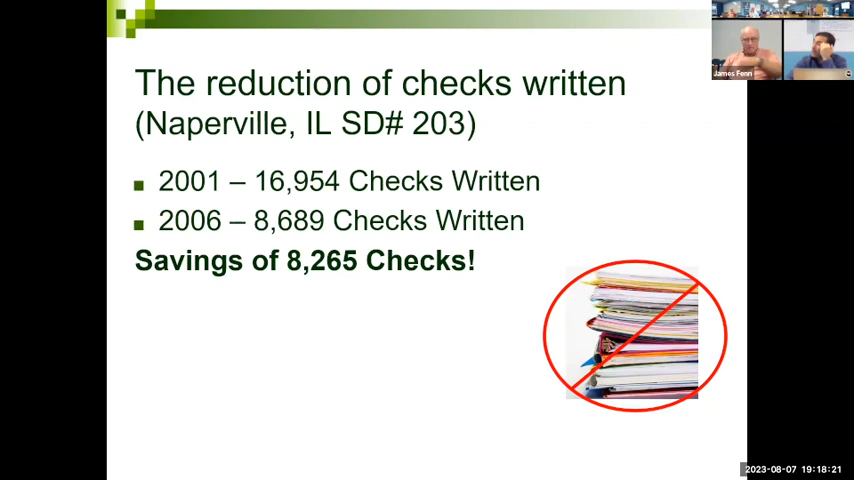 The reduction of checks written
(Naperville, IL SD# 203)
2001 – 16,954 Checks Written
2006 – 8,689 Checks Written
Savings of 8,265 Checks!
James Fenn
2023-08-07 19:18:21